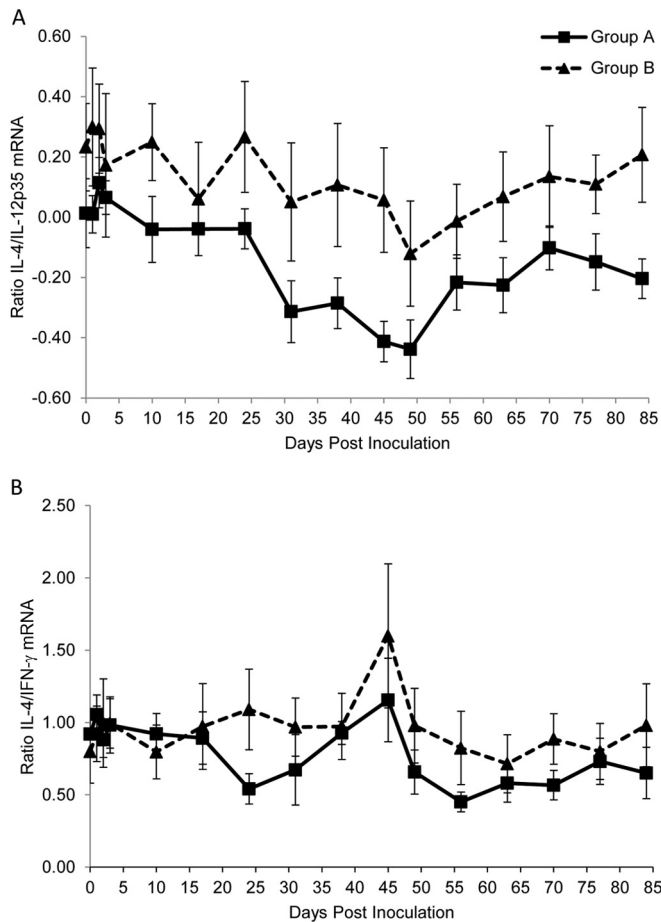 A
Group A
Group B
Ratio IL-4/IL-12p35 mRNA
0.60
0.40
0.20
0.00
-0.20
-0.40
-0.60
0 5 10 15 20 25 30 35 40 45 50 55 60 65 70 75 80 85
Days Post Inoculation
B
Ratio IL-4/IFN-γ mRNA
2.50
2.00
1.50
1.00
0.50
0.00
0 5 10 15 20 25 30 35 40 45 50 55 60 65 70 75 80 85
Days Post Inoculation